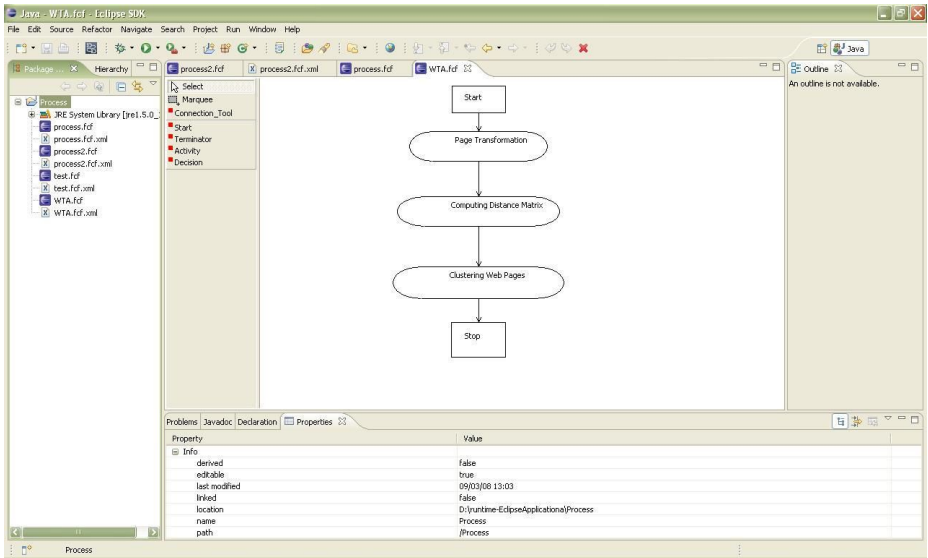 Java - WTA.fcf - Eclipse SDK
File Edit Source Refactor Navigate Search Project Run Window Help
Java
Package ... Hierarchy
process2.fcf process2.fcf.xml process.fcf WTA.fcf
Outline
An outline is not available.
Process
JRE System Library [jre1.5.0_
process.fcf
process.fcf.xml
process2.fcf
process2.fcf.xml
test.fcf
test.fcf.xml
WTA.fcf
WTA.fcf.xml
Select
Marquee
Connection_Tool
Start
Terminator
Activity
Decision
Start
Page Transformation
Computing Distance Matrix
Clustering Web Pages
Stop
Problems Javadoc Declaration Properties
Property Value
Info
derived false
editable true
last modified 09/03/08 13:03
linked false
location D:\runtime-EclipseApplicationa\Process
name Process
path /Process
Process